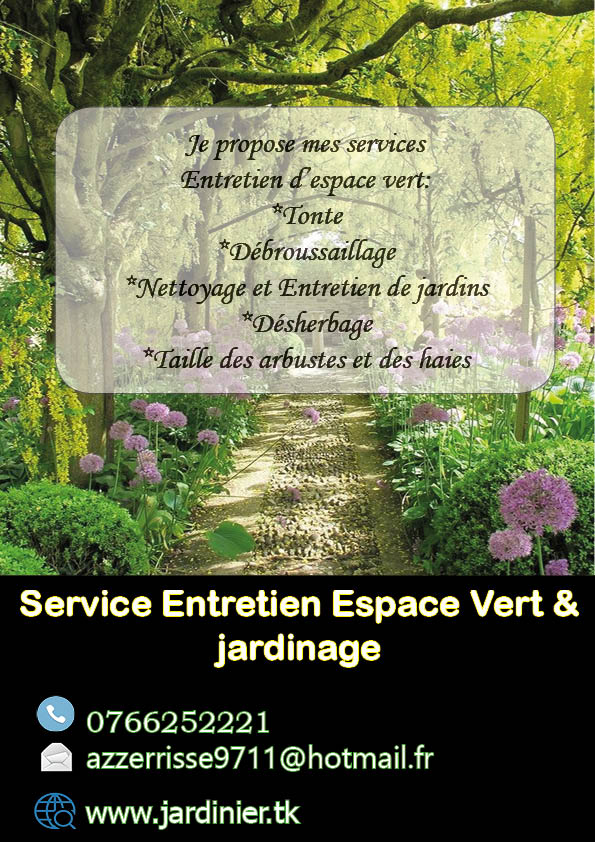 Je propose mes services
Entretien d'espace vert:
*Tonte
*Débroussaillage
*Nettoyage et Entretien de jardins
*Désherbage
*Taille des arbustes et des haies
Service Entretien Espace Vert &
jardinage
0766252221
azzerrisse9711@hotmail.fr
www.jardinier.tk